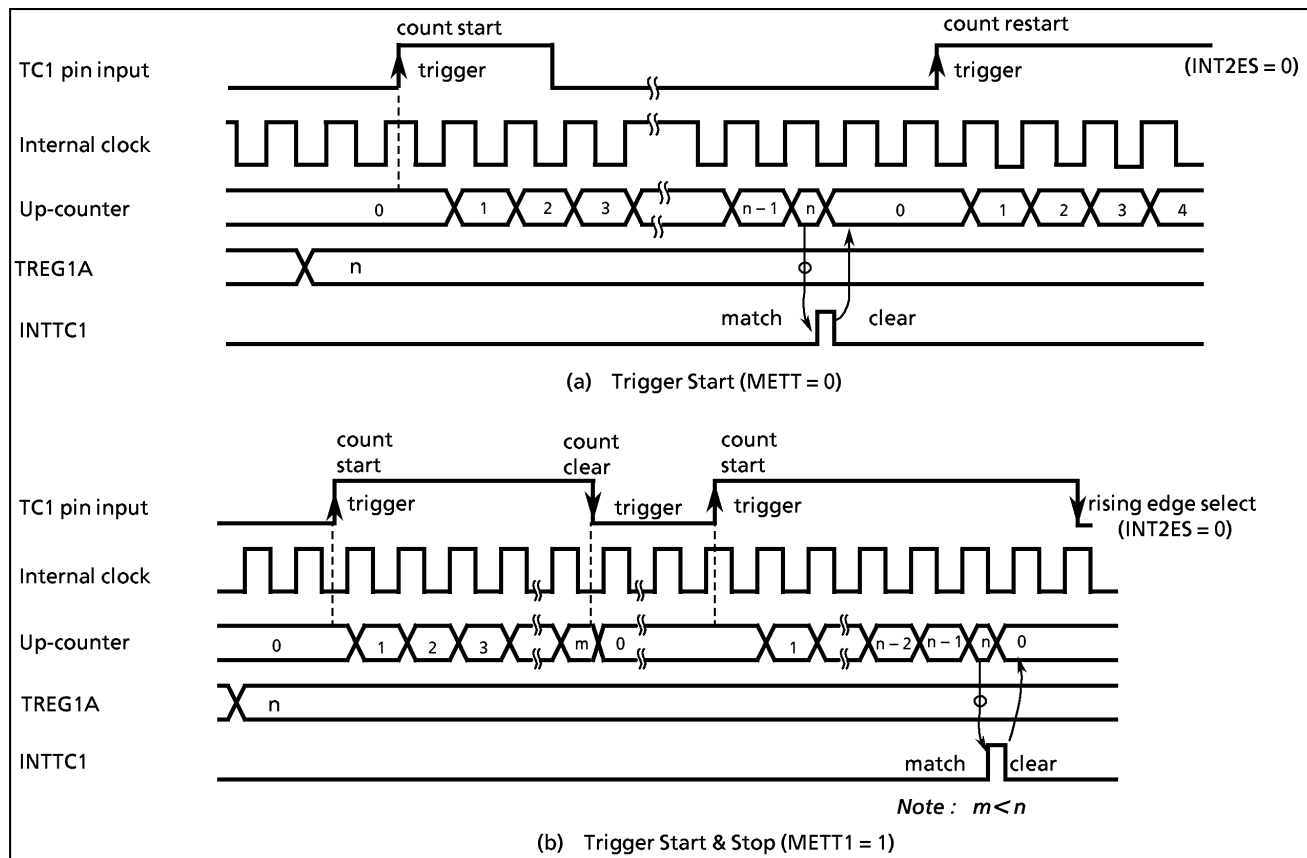 count start
count restart
TC1 pin input
trigger
trigger
(INT2ES = 0)
Internal clock
Up-counter
0 1 2 3 n – 1 n 0 1 2 3 4
TREG1A
n
INTTC1
match
clear
(a) Trigger Start (METT = 0)
count start
count clear
count start
TC1 pin input
trigger
trigger
trigger
rising edge select
(INT2ES = 0)
Internal clock
Up-counter
0 1 2 3 m 0 1 n – 2 n – 1 n 0
TREG1A
n
INTTC1
match
clear
Note : m < n
(b) Trigger Start & Stop (METT1 = 1)